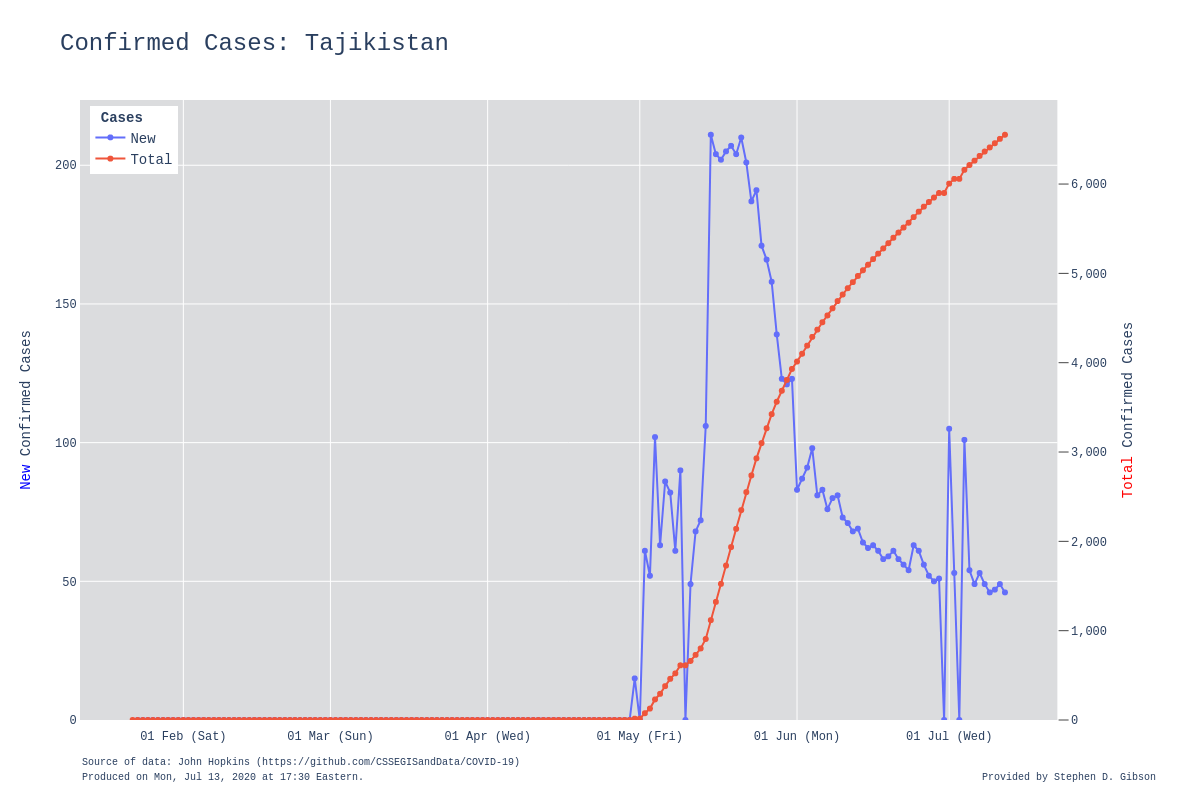 Confirmed Cases: Tajikistan
Cases
New
Total
200
150
100
50
0
6,000
5,000
4,000
3,000
2,000
1,000
0
New Confirmed Cases
Total Confirmed Cases
01 Feb (Sat)
01 Mar (Sun)
01 Apr (Wed)
01 May (Fri)
01 Jun (Mon)
01 Jul (Wed)
Source of data: John Hopkins (https://github.com/CSSEGISandData/COVID-19)
Produced on Mon, Jul 13, 2020 at 17:30 Eastern.
Provided by Stephen D. Gibson